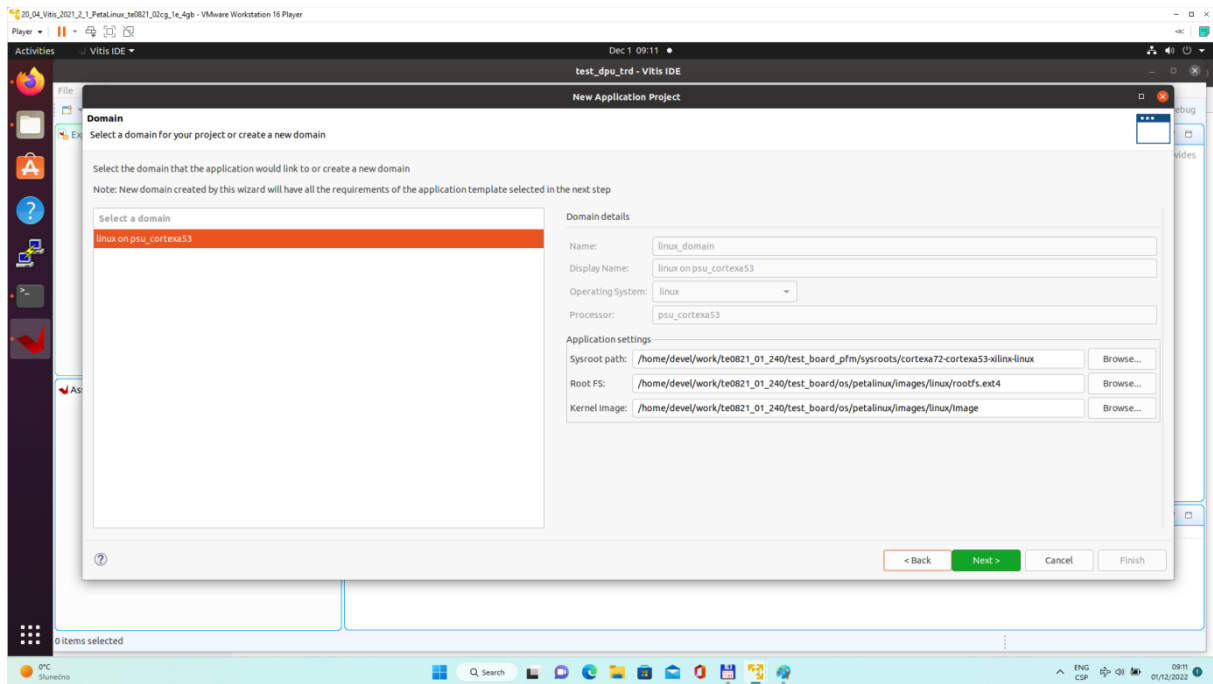 20_04_Vitis_2021_2_1_PetaLinux_te0821_02cg_1e_4gb - VMware Workstation 16 Player
Player
Activities Vitis IDE Dec 1 09:11
test_dpu_trd - Vitis IDE
File
New Application Project
ebug
Domain
Select a domain for your project or create a new domain
Ex
vides
Select the domain that the application would link to or create a new domain
Note: New domain created by this wizard will have all the requirements of the application template selected in the next step
Select a domain
linux on psu_cortexa53
Domain details
Name: linux_domain
Display Name: linux on psu_cortexa53
Operating System: linux
Processor: psu_cortexa53
Application settings
Sysroot path: /home/devel/work/te0821_01_240/test_board_pfm/sysroots/cortexa72-cortexa53-xilinx-linux Browse...
Root FS: /home/devel/work/te0821_01_240/test_board/os/petalinux/images/linux/rootfs.ext4 Browse...
Kernel Image: /home/devel/work/te0821_01_240/test_board/os/petalinux/images/linux/Image Browse...
As
< Back Next > Cancel Finish
0 items selected
0°C
Slunečno
Search
ENG
CSP
09:11
01/12/2022